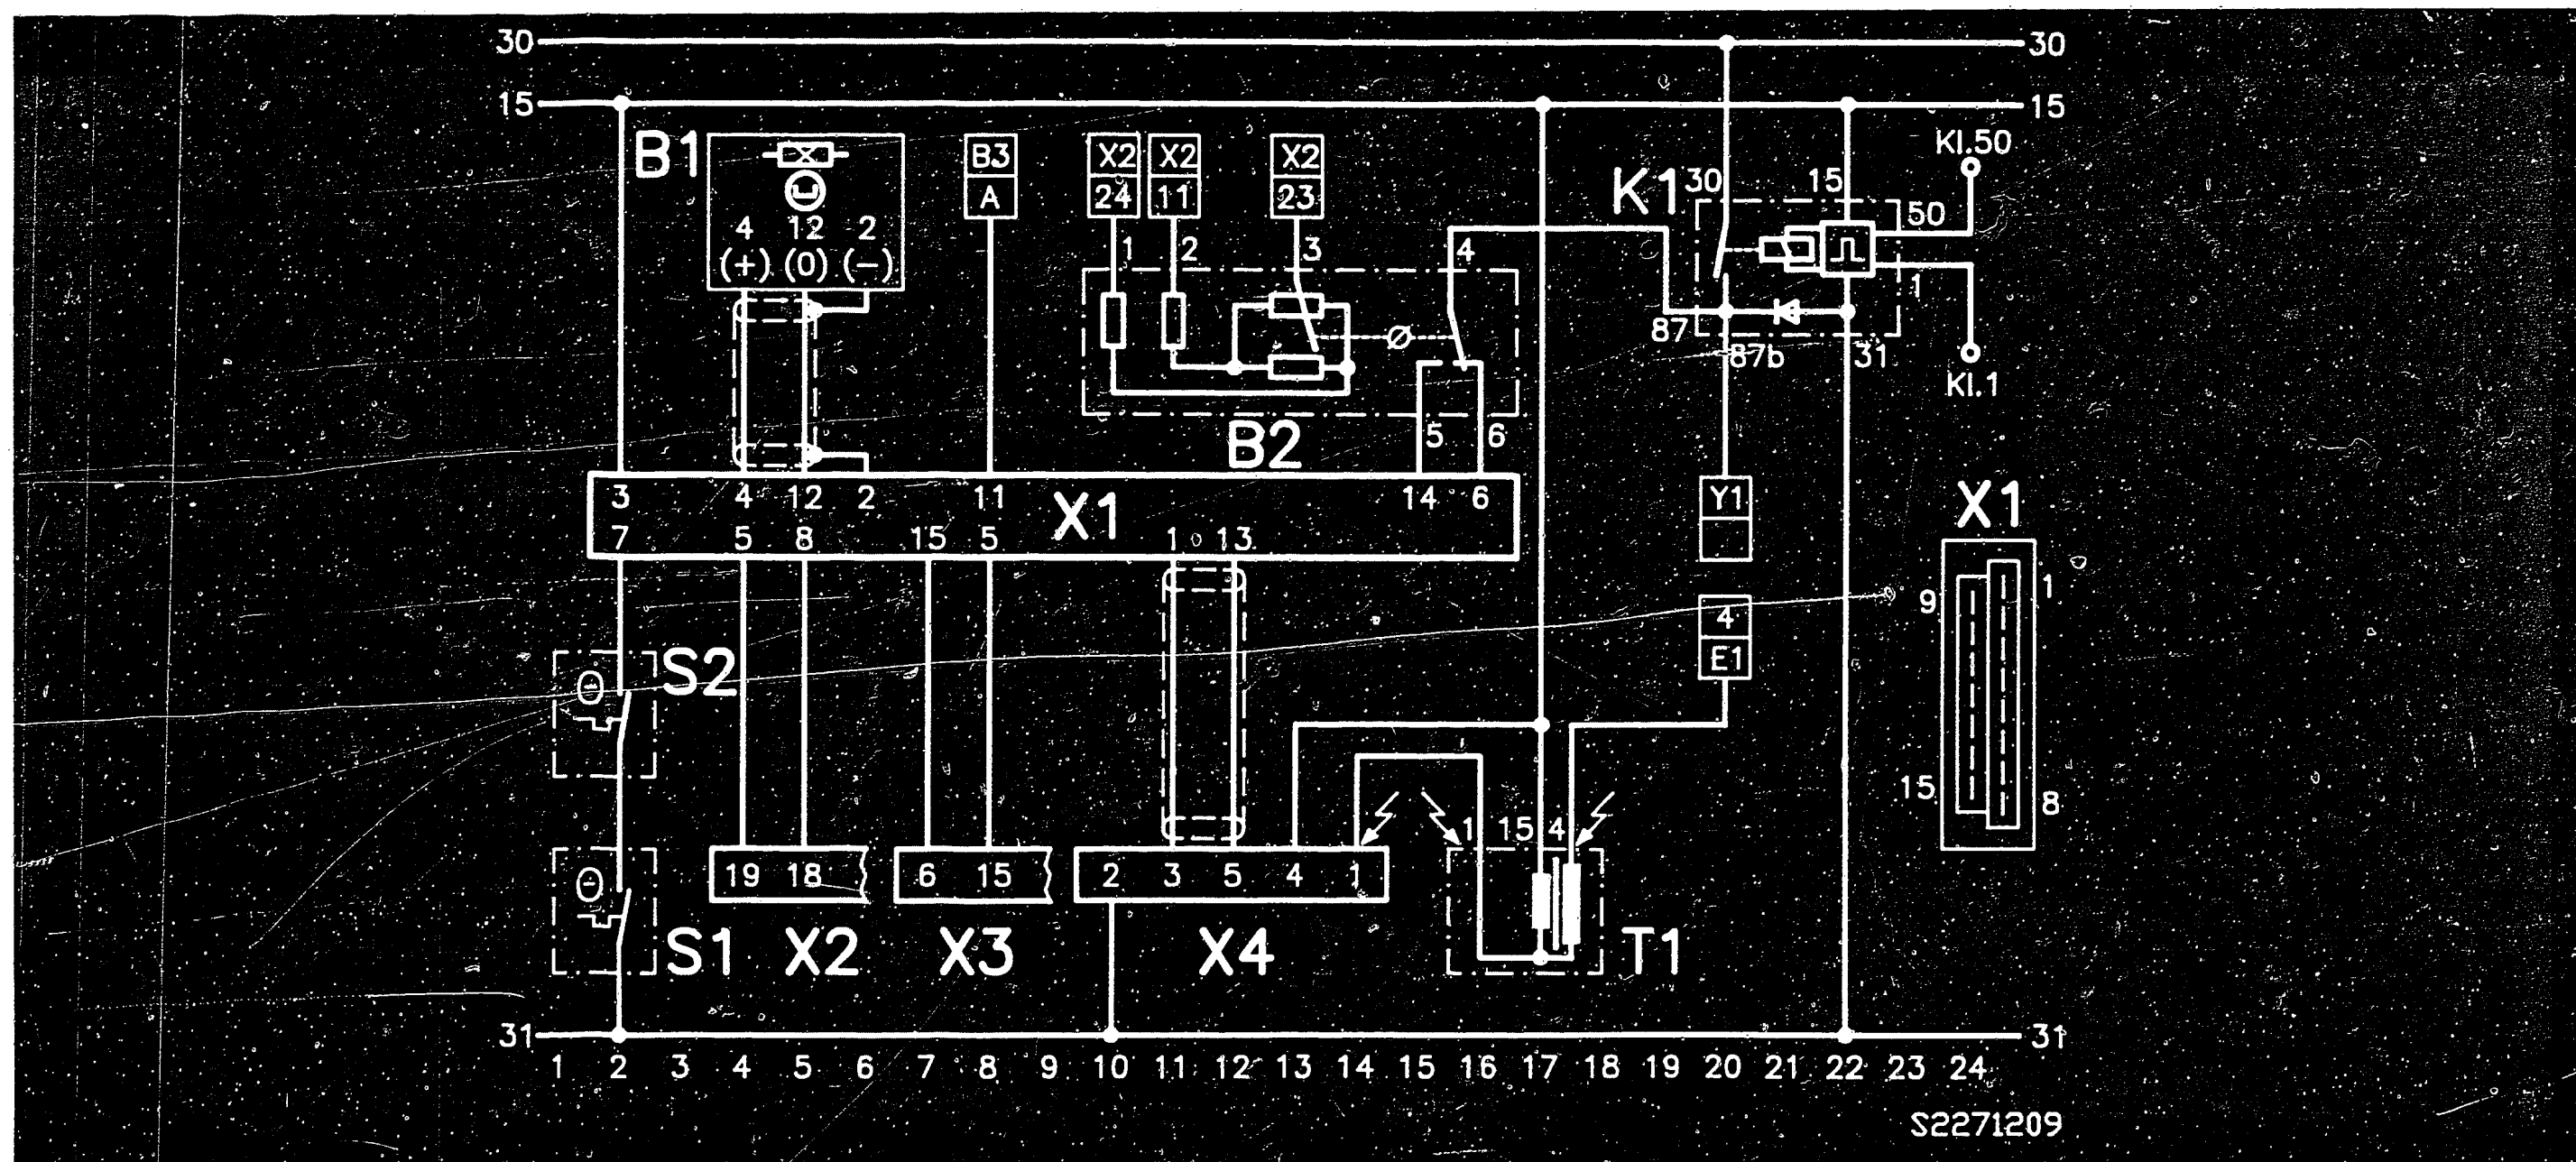 30 30
15 15
B1 B3 X2 X2 X2 Kl.50
A 24 11 23 K1 30 15
4 12 2 50
(+) (0) (-) 1 2 3 4 1
87 87b 31
Kl.1
B2 5 6
3 4 12 2 11 X1 14 6 Y1 X1
7 5 8 15 5 1 13
9 1
4
S2 E1
15 8
1 15 4
19 18 6 15 2 3 5 4 1
S1 X2 X3 X4 T1
31 31
1 2 3 4 5 6 7 8 9 10 11 12 13 14 15 16 17 18 19 20 21 22 23 24
S2271209